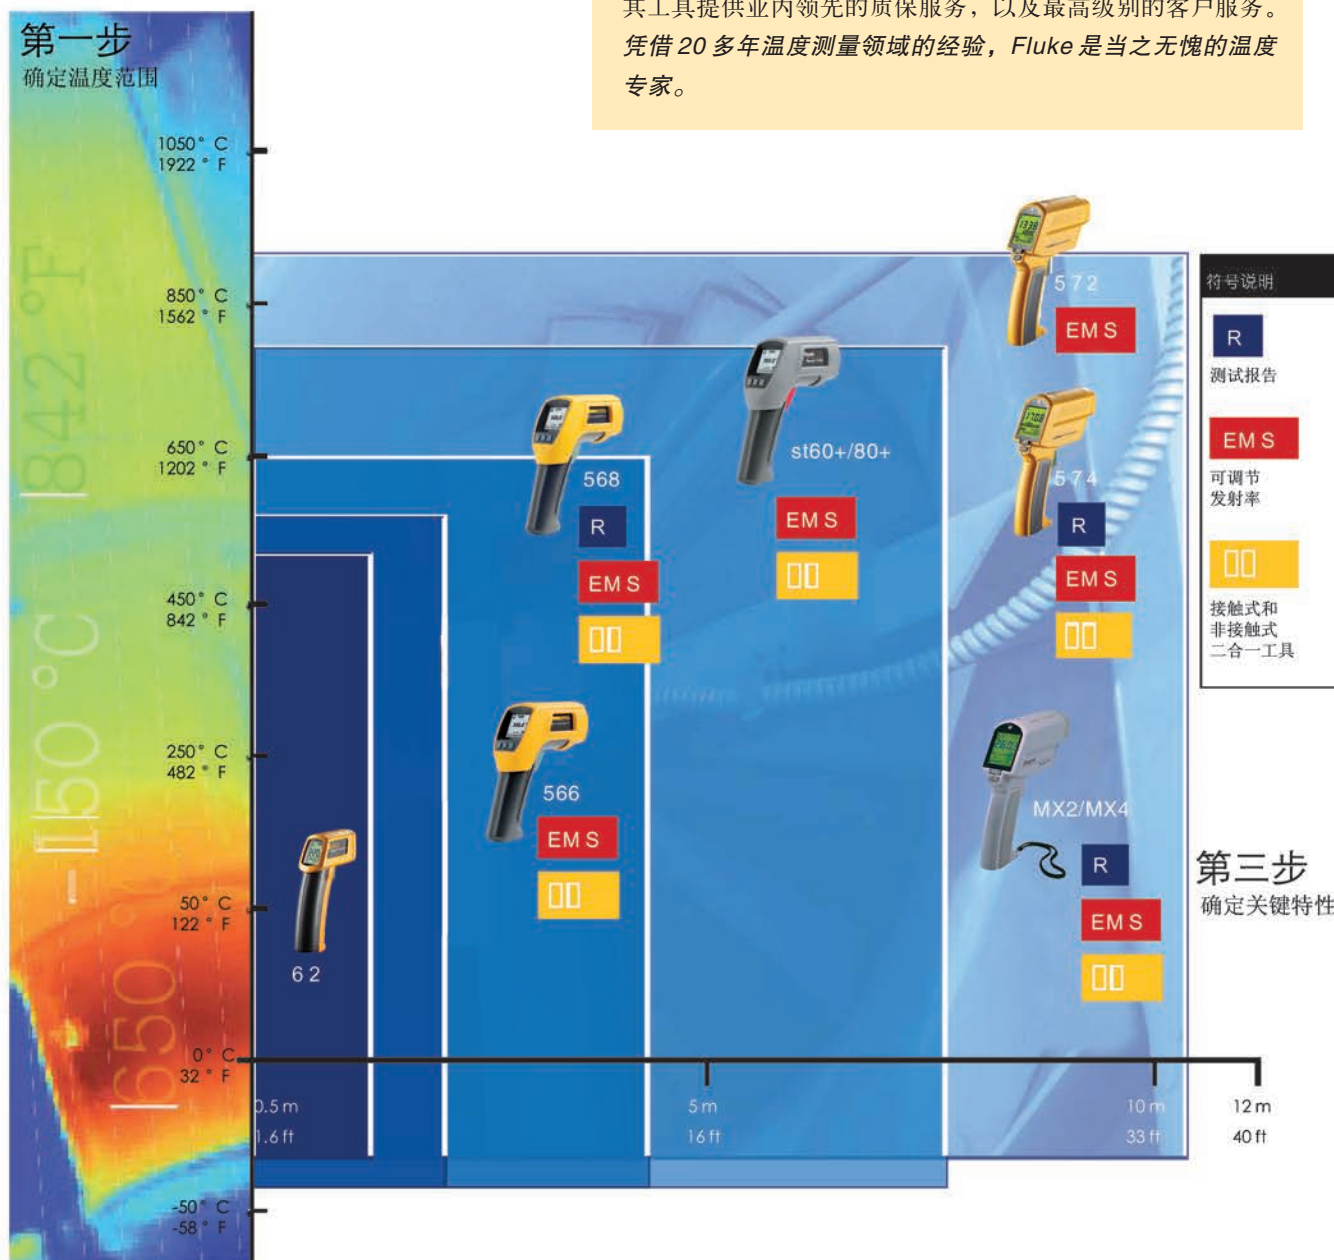 其工具提供业内领先的质保服务，以及最高级别的客户服务。
凭借 20 多年温度测量领域的经验，Fluke 是当之无愧的温度
专家。
第一步
确定温度范围
1050° C
1922 ° F
850° C
1562° F
650° C
1202° F
450° C
842° F
250° C
482 ° F
50° C
122 ° F
0° C
32° F
-50° C
-58° F
842 °F
-150 °C
650 °
572
EMS
574
R
EMS
st60+/80+
EMS
568
R
EMS
566
EMS
62
MX2/MX4
R
EMS
符号说明
R
测试报告
EMS
可调节
发射率
接触式和
非接触式
二合一工具
第三步
确定关键特性
0.5 m
1.6 ft
5 m
16 ft
10 m
33 ft
12 m
40 ft